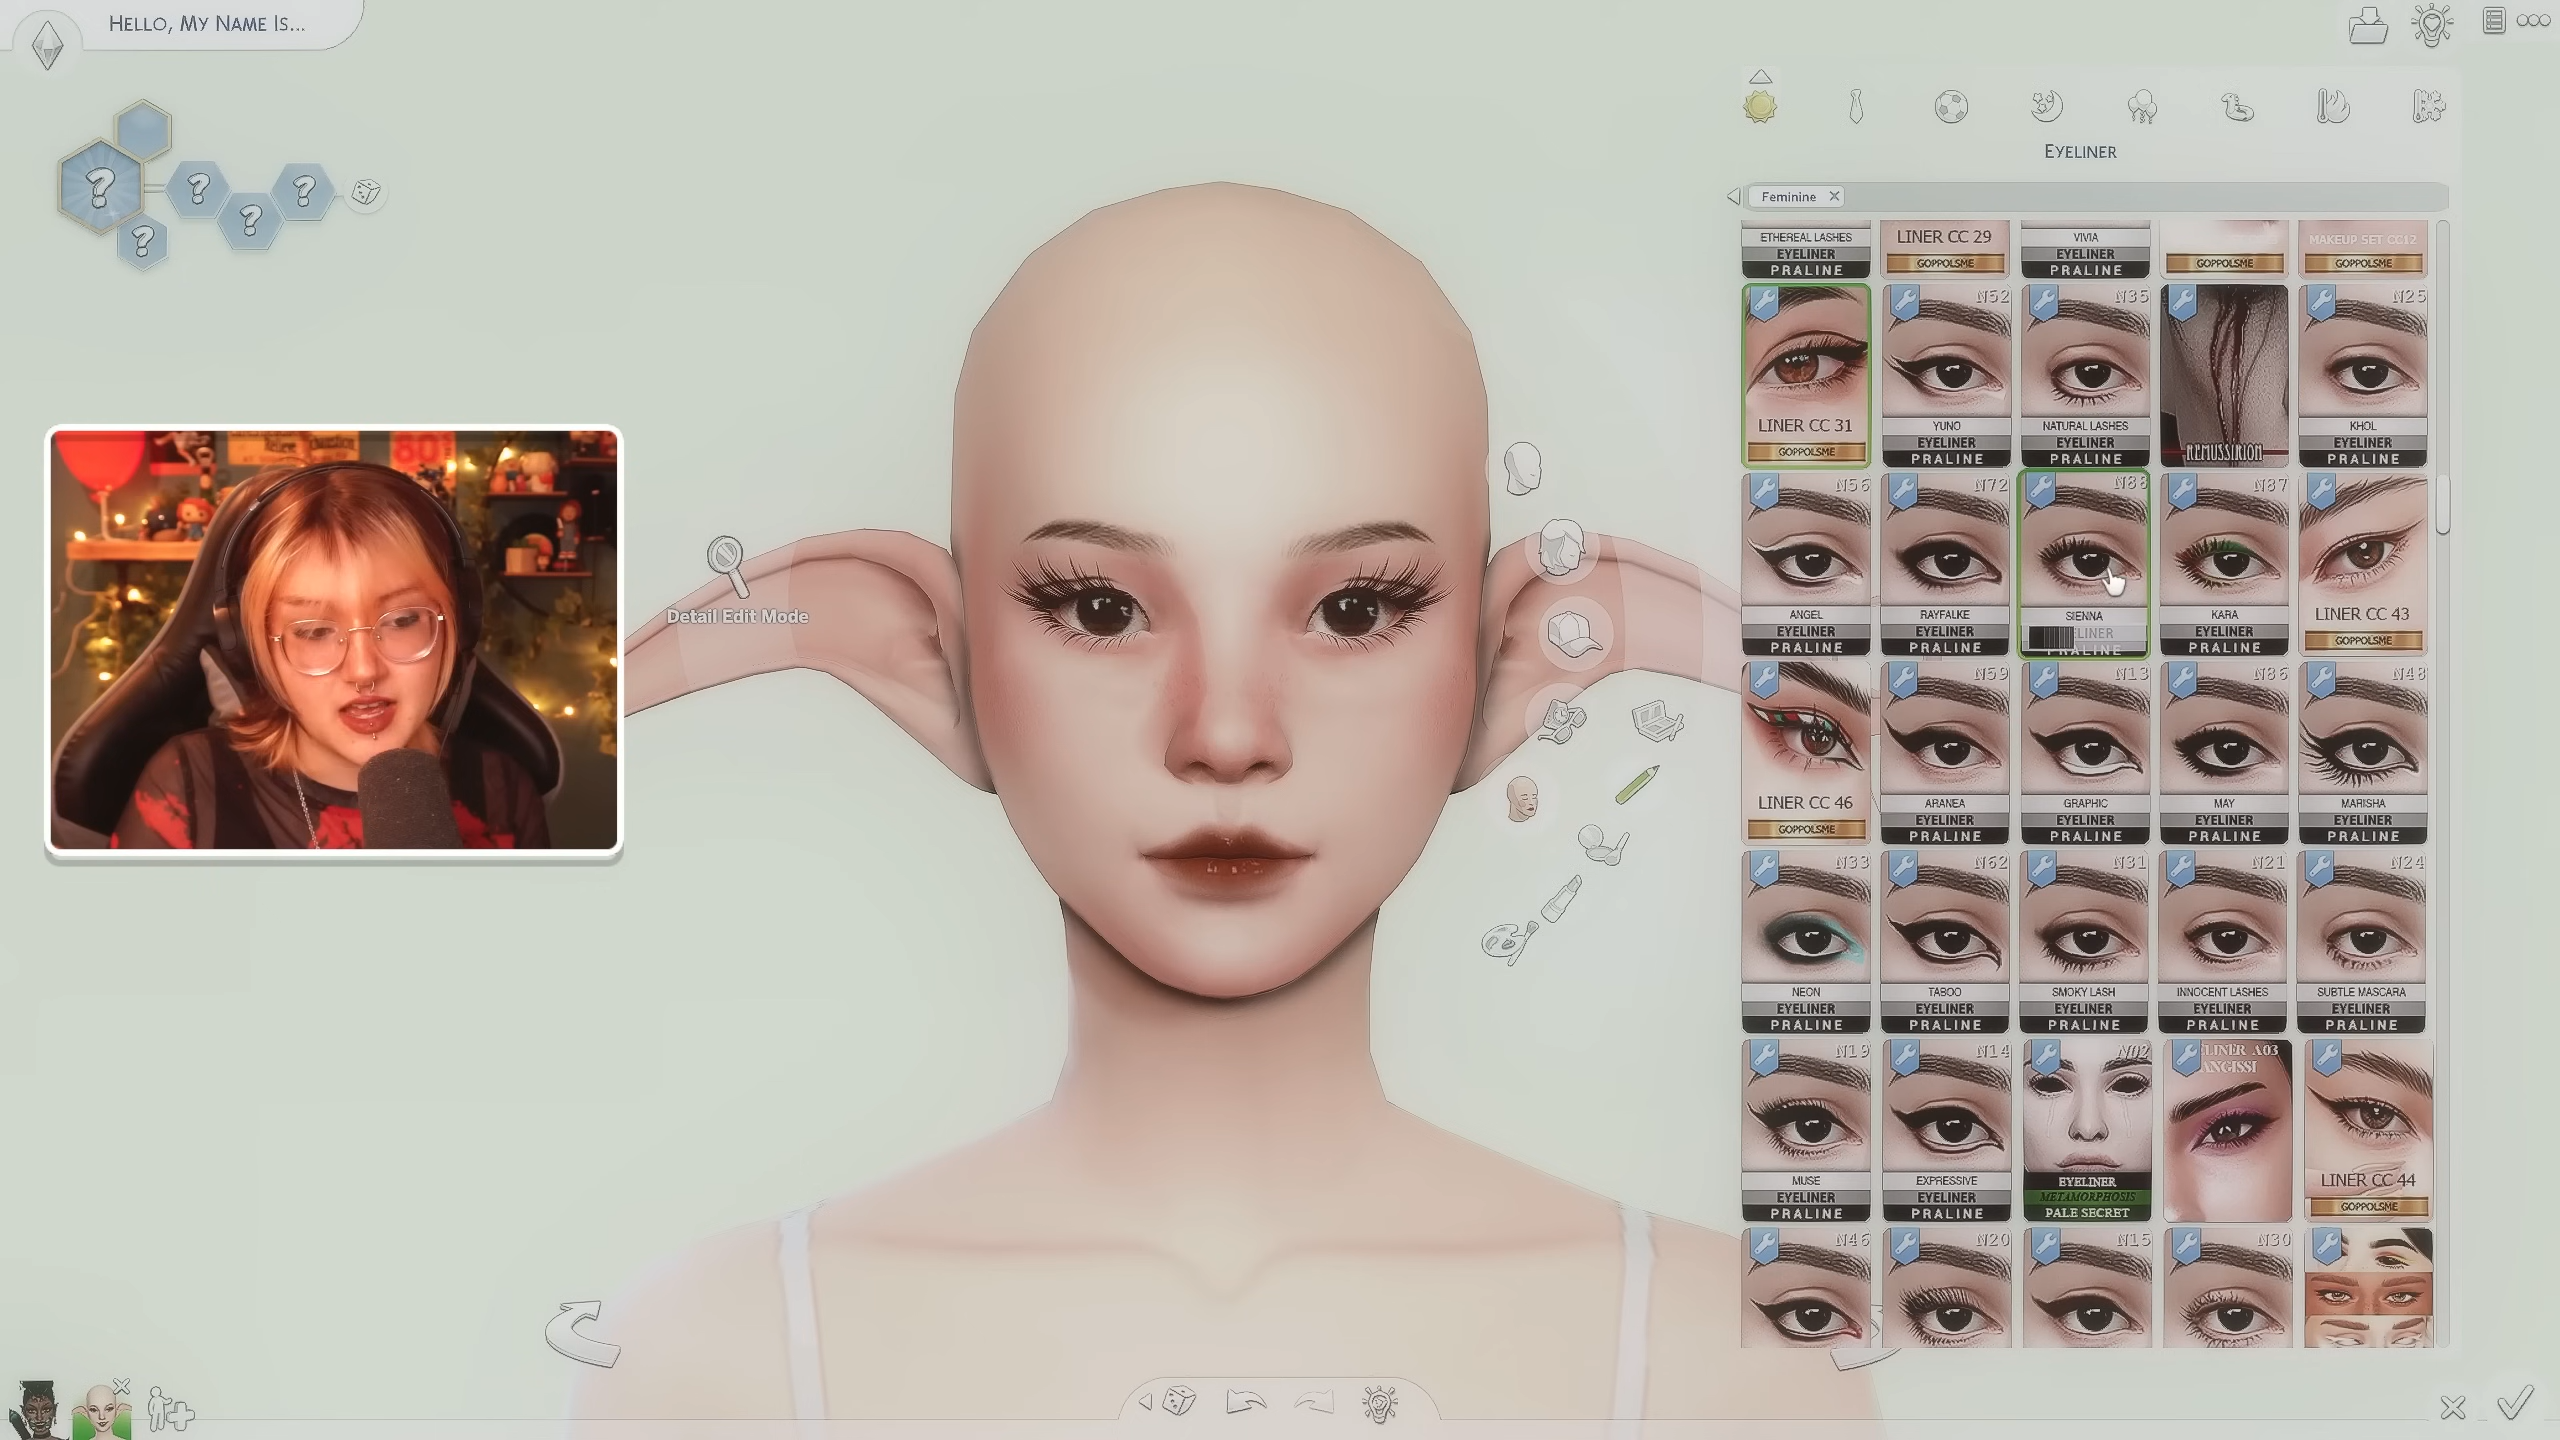 HELLO, MY NAME IS...
EYELINER
Feminine
ETHEREAL LASHES
EYELINER
PRALINE
LINER CC 29
GOPPOLSME
VIVIA
EYELINER
PRALINE
GOPPOLSME
MAKEUP SET CC12
GOPPOLSME
LINER CC 31
GOPPOLSME
N52
YUNO
EYELINER
PRALINE
N35
NATURAL LASHES
EYELINER
PRALINE
REMUSSIRION
N25
KHOL
EYELINER
PRALINE
N56
ANGEL
EYELINER
PRALINE
N72
RAYFALKE
EYELINER
PRALINE
N88
SIENNA
LINER
PRALINE
N87
KARA
EYELINER
PRALINE
LINER CC 43
GOPPOLSME
Detail Edit Mode
LINER CC 46
GOPPOLSME
N59
ARANEA
EYELINER
PRALINE
N13
GRAPHIC
EYELINER
PRALINE
N86
MAY
EYELINER
PRALINE
N48
MARISHA
EYELINER
PRALINE
N33
NEON
EYELINER
PRALINE
N62
TABOO
EYELINER
PRALINE
N31
SMOKY LASH
EYELINER
PRALINE
N21
INNOCENT LASHES
EYELINER
PRALINE
N24
SUBTLE MASCARA
EYELINER
PRALINE
N19
MUSE
EYELINER
PRALINE
N14
EXPRESSIVE
EYELINER
PRALINE
N02
EYELINER
METAMORPHOSIS
PALE SECRET
LINER A03
ANGISSI
LINER CC 44
GOPPOLSME
N46
N20
N15
N30